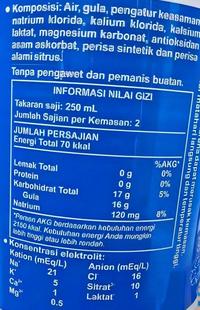 • Komposisi: Air, gula, pengatur keasaman
natrium klorida, kalium klorida, kalsium
laktat, magnesium karbonat, antioksidan
asam askorbat, perisa sintetik dan perisa
alami sitrus.
Tanpa pengawet dan pemanis buatan.
INFORMASI NILAI GIZI
Takaran saji: 250 mL
Jumlah Sajian per Kemasan: 2
JUMLAH PERSAJIAN
Energi Total 70 kkal
%AKG*
Lemak Total 0 g 0%
Protein 0 g 0%
Karbohidrat Total 17 g 5%
Gula 16 g
Natrium 120 mg 8%
*Persen AKG berdasarkan kebutuhan energi
2150 kkal. Kebutuhan energi Anda mungkin
lebih tinggi atau lebih rendah.
• Konsentrasi elektrolit:
Kation (mEq/L) Anion (mEq/L)
Na⁺ 21 Cl⁻ 16
K⁺ 5 Sitrat³⁻ 10
Ca²⁺ 1 Laktat⁻ 1
Mg²⁺ 0.5